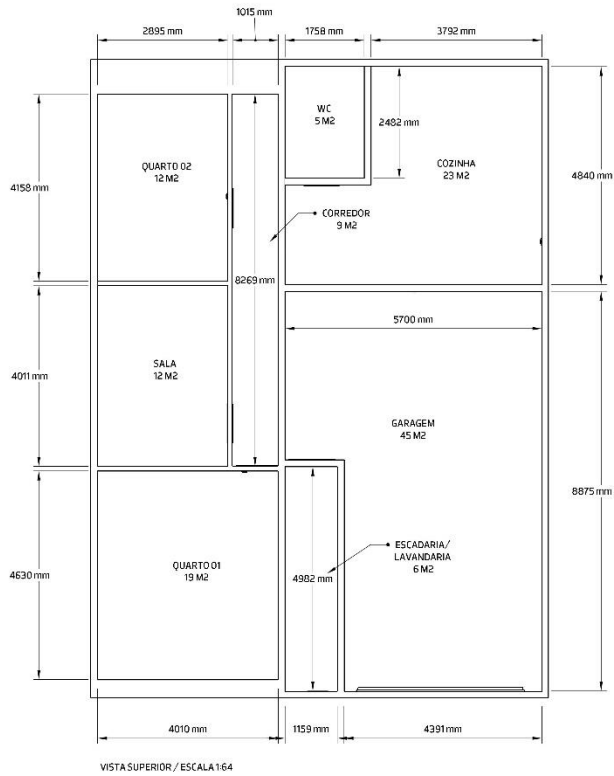 1015 mm
2895 mm
1758 mm
3792 mm
WC
5 M2
2482 mm
COZINHA
23 M2
QUARTO 02
12 M2
4158 mm
4840 mm
CORREDOR
9 M2
8269 mm
5700 mm
SALA
12 M2
4011 mm
GARAGEM
45 M2
8875 mm
ESCADARIA/
LAVANDARIA
6 M2
QUARTO 01
19 M2
4630 mm
4982 mm
4010 mm
1159 mm
4391 mm
VISTA SUPERIOR / ESCALA 1:64